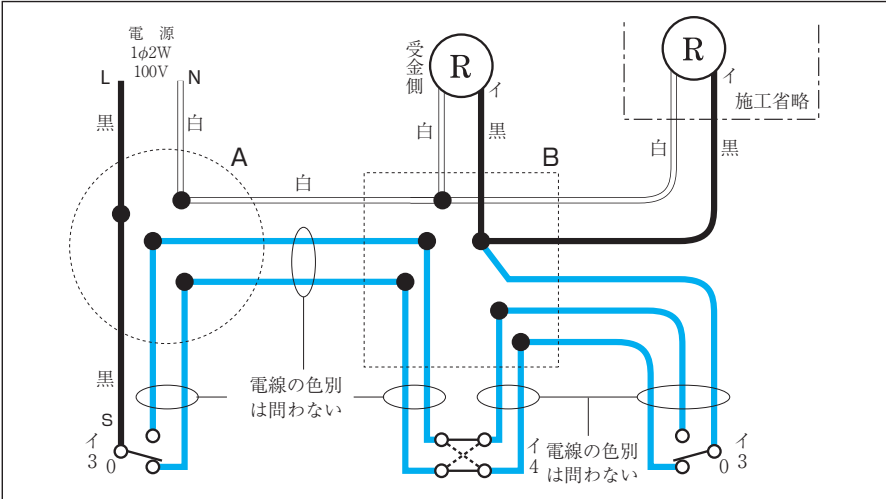 電源
1φ2W
100V
L
N
黒
白
A
白
受金側
R
イ
白
黒
B
R
イ
施工省略
白
黒
黒
S
イ
3
0
電線の色別
は問わない
イ
4
電線の色別
は問わない
0
イ
3